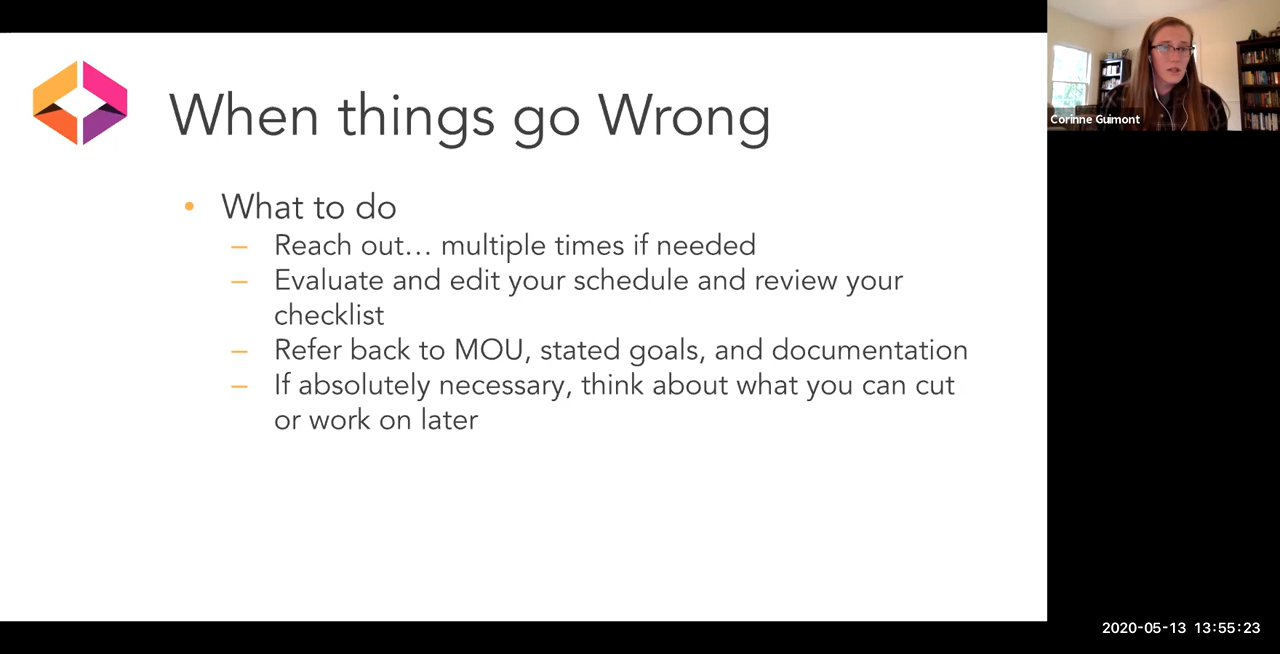 When things go Wrong
• What to do
– Reach out... multiple times if needed
– Evaluate and edit your schedule and review your
checklist
– Refer back to MOU, stated goals, and documentation
– If absolutely necessary, think about what you can cut
or work on later
Corinne Guimont
2020-05-13 13:55:23